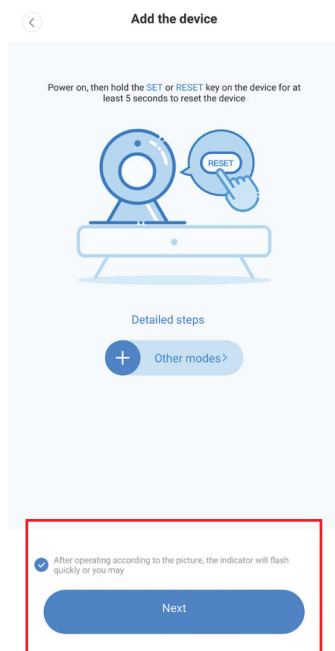 Add the device
Power on, then hold the SET or RESET key on the device for at
least 5 seconds to reset the device
RESET
Detailed steps
Other modes>
After operating according to the picture, the indicator will flash
quickly or you may
Next